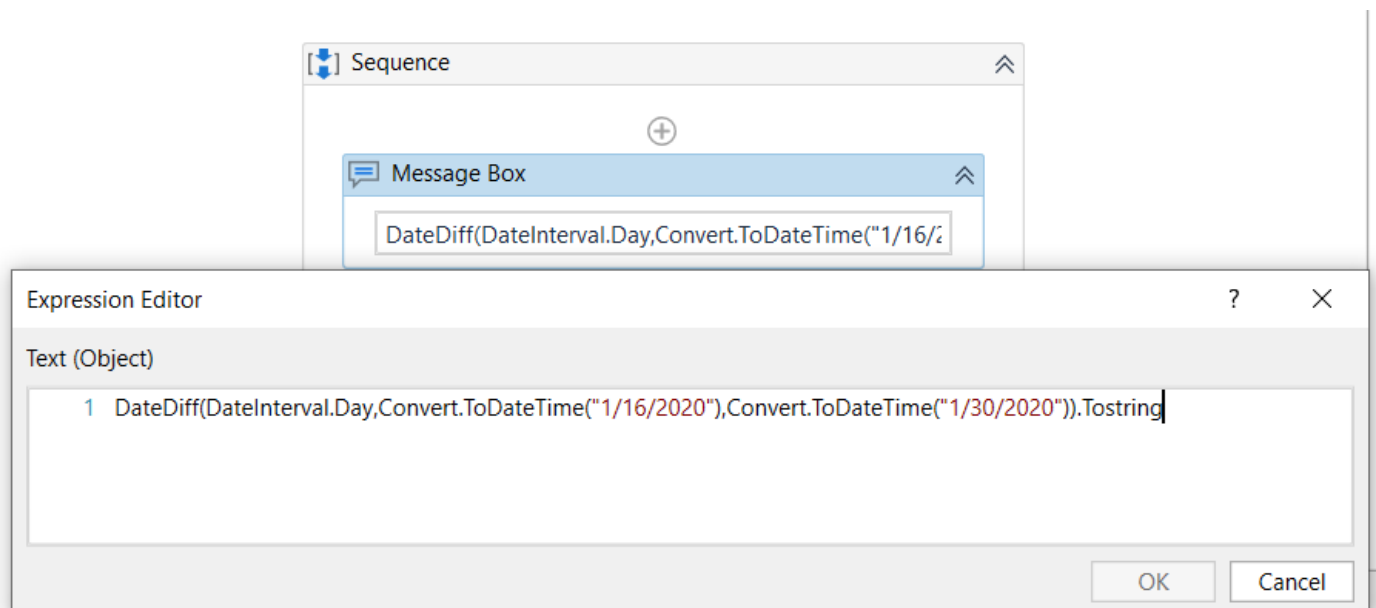 Sequence
Message Box
DateDiff(DateInterval.Day,Convert.ToDateTime("1/16/2
Expression Editor ?
Text (Object)
1 DateDiff(DateInterval.Day,Convert.ToDateTime("1/16/2020"),Convert.ToDateTime("1/30/2020")).Tostring
OK Cancel